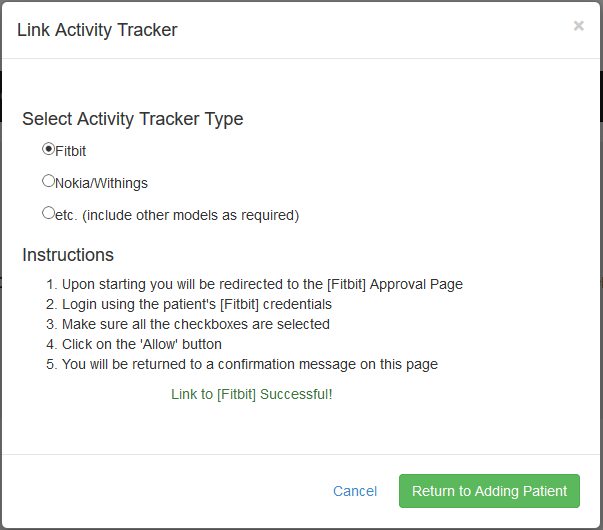 Link Activity Tracker
×
Select Activity Tracker Type
Fitbit
Nokia/Withings
etc. (include other models as required)
Instructions
1. Upon starting you will be redirected to the [Fitbit] Approval Page
2. Login using the patient's [Fitbit] credentials
3. Make sure all the checkboxes are selected
4. Click on the 'Allow' button
5. You will be returned to a confirmation message on this page
Link to [Fitbit] Successful!
Cancel
Return to Adding Patient